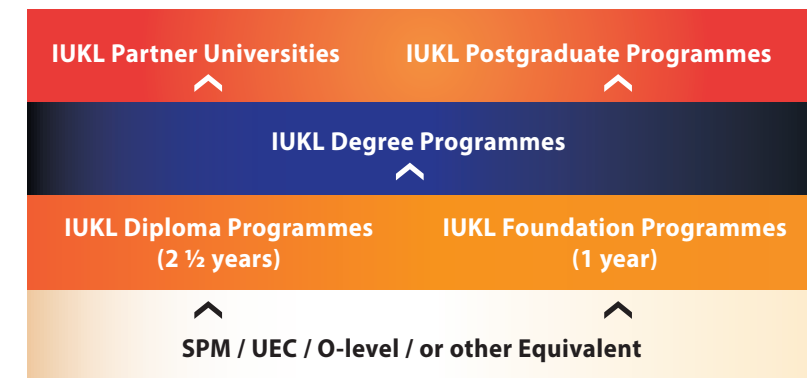 IUKL Partner Universities
IUKL Postgraduate Programmes
IUKL Degree Programmes
IUKL Diploma Programmes
(2 ½ years)
IUKL Foundation Programmes
(1 year)
SPM / UEC / O-level / or other Equivalent